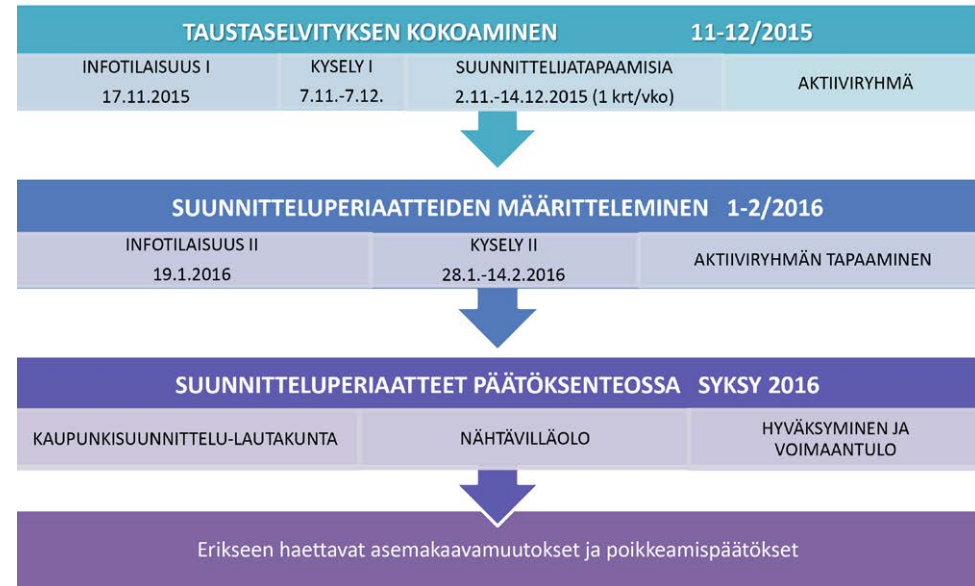 TAUSTASELVITYKSEN KOKOAMINEN 11-12/2015
INFOTILAISUUS I
17.11.2015
KYSELY I
7.11.-7.12.
SUUNNITTELIJATAPAAMISIA
2.11.-14.12.2015 (1 krt/vko)
AKTIIVIRYHMÄ
SUUNNITTELUPERIAATTEIDEN MÄÄRITTELEMINEN 1-2/2016
INFOTILAISUUS II
19.1.2016
KYSELY II
28.1.-14.2.2016
AKTIIVIRYHMÄN TAPAAMINEN
SUUNNITTELUPERIAATTEET PÄÄTÖKSENTEOSSA SYKSY 2016
KAUPUNKISUUNNITTELU-LAUTAKUNTA
NÄHTÄVILLÄOLO
HYVÄKSYMINEN JA
VOIMAANTULO
Erikseen haettavat asemakaavamuutokset ja poikkeamispäätökset